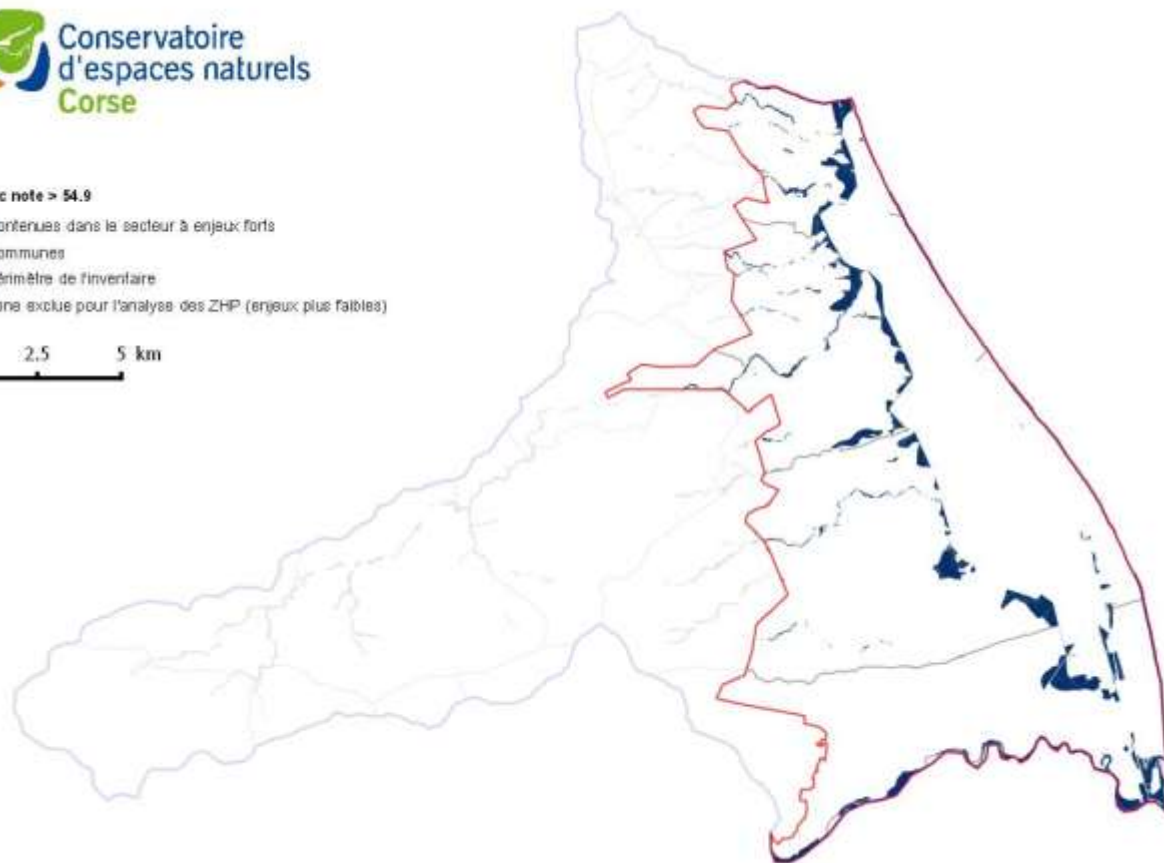 Conservatoire
d'espaces naturels
Corse
c note > 54.9
ontenues dans le secteur à enjeux forts
ommunes
érimètre de l'inventaire
one exclue pour l'analyse des ZHP (enjeux plus faibles)
2.5 5 km